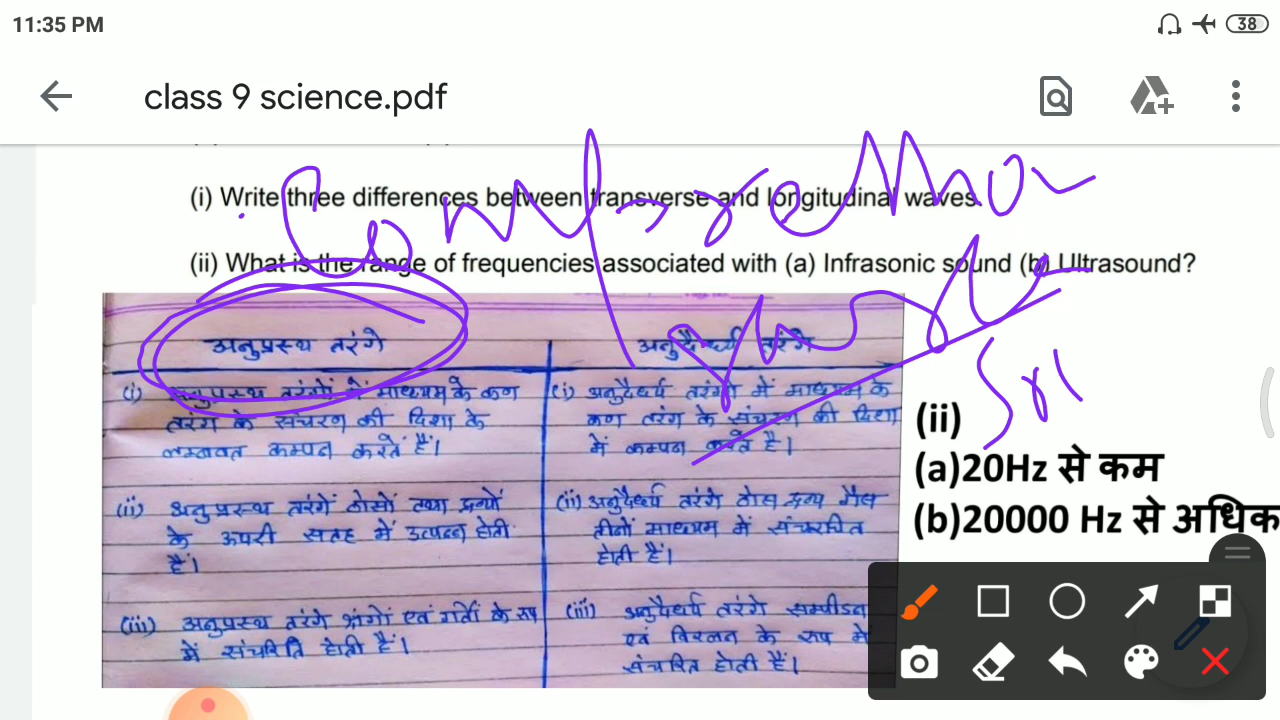 11:35 PM
38
class 9 science.pdf
(i) Write three differences between transverse and longitudinal waves.
(ii) What is the range of frequencies associated with (a) Infrasonic sound (b) Ultrasound?
अनुप्रस्थ तरंगे
अनुदैर्ध्य तरंगे
(i) अनुप्रस्थ तरंगों में माध्यम के कण
तरंग के संचरण की दिशा के
लम्बवत कम्पन करते हैं।
(i) अनुदैर्ध्य तरंगो में माध्यम के
कण तरंग के संचरण की दिशा
में कम्पन करते है।
(ii) अनुप्रस्थ तरंगें ठोसों तथा द्रव्यों
के ऊपरी सतह में उत्पन्न होती
हैं।
(ii) अनुदैर्ध्य तरंगे ठोस द्रव्य गैस
तीनों माध्यम में संचरित
होती हैं।
(iii) अनुप्रस्थ तरंगे श्रंगों एवं गर्तों के रूप
में संचरित होती हैं।
(iii) अनुदैर्ध्य तरंगे सम्पीडन
एवं विरलन के रूप में
संचरित होती हैं।
(ii)
(a)20Hz से कम
(b)20000 Hz से अधिक